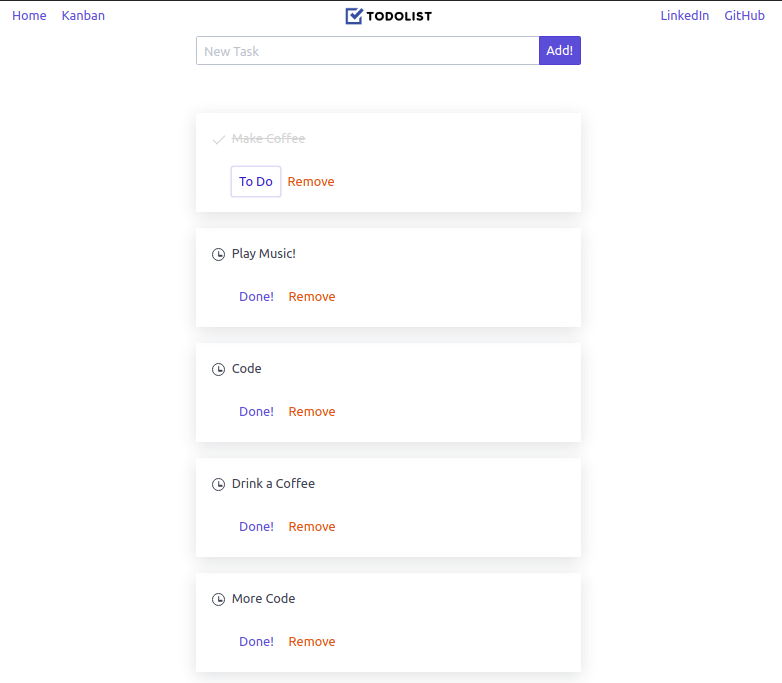 Home Kanban TODOLIST LinkedIn GitHub
New Task Add!
Make Coffee
To Do Remove
Play Music!
Done! Remove
Code
Done! Remove
Drink a Coffee
Done! Remove
More Code
Done! Remove